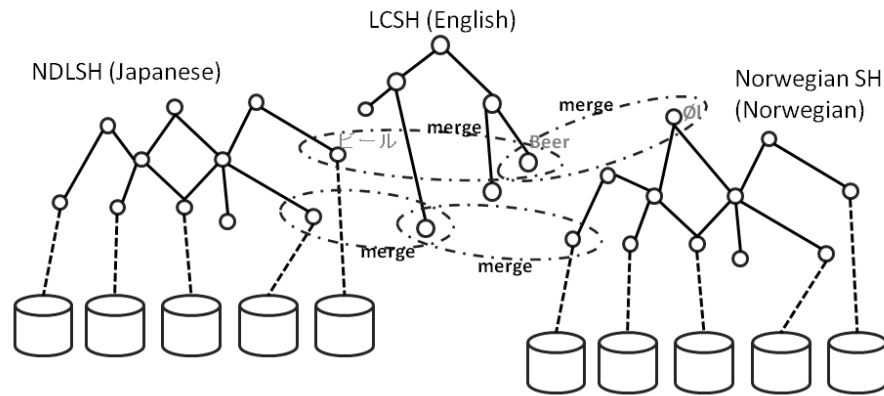 LCSH (English)
NDLSH (Japanese)
Norwegian SH
(Norwegian)
merge
merge
Øl
ビール
Beer
merge
merge